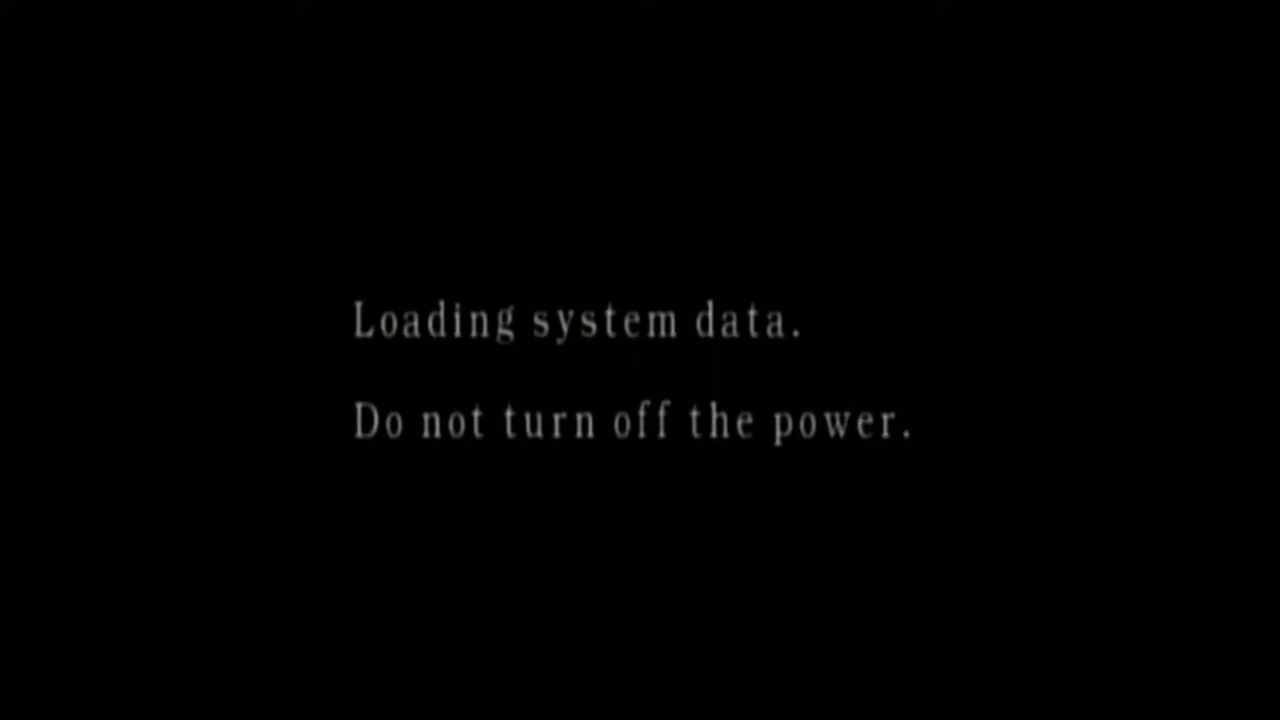 Loading system data.
Do not turn off the power.